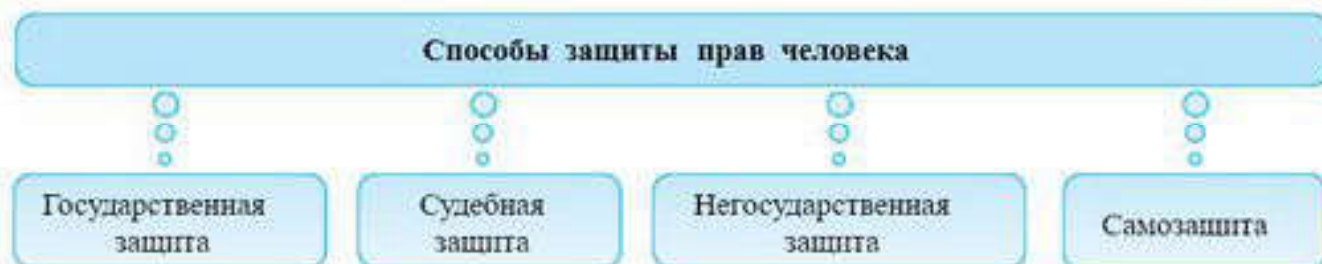 Способы защиты прав человека
Государственная
защита
Судебная
защита
Негосударственная
защита
Самозащита